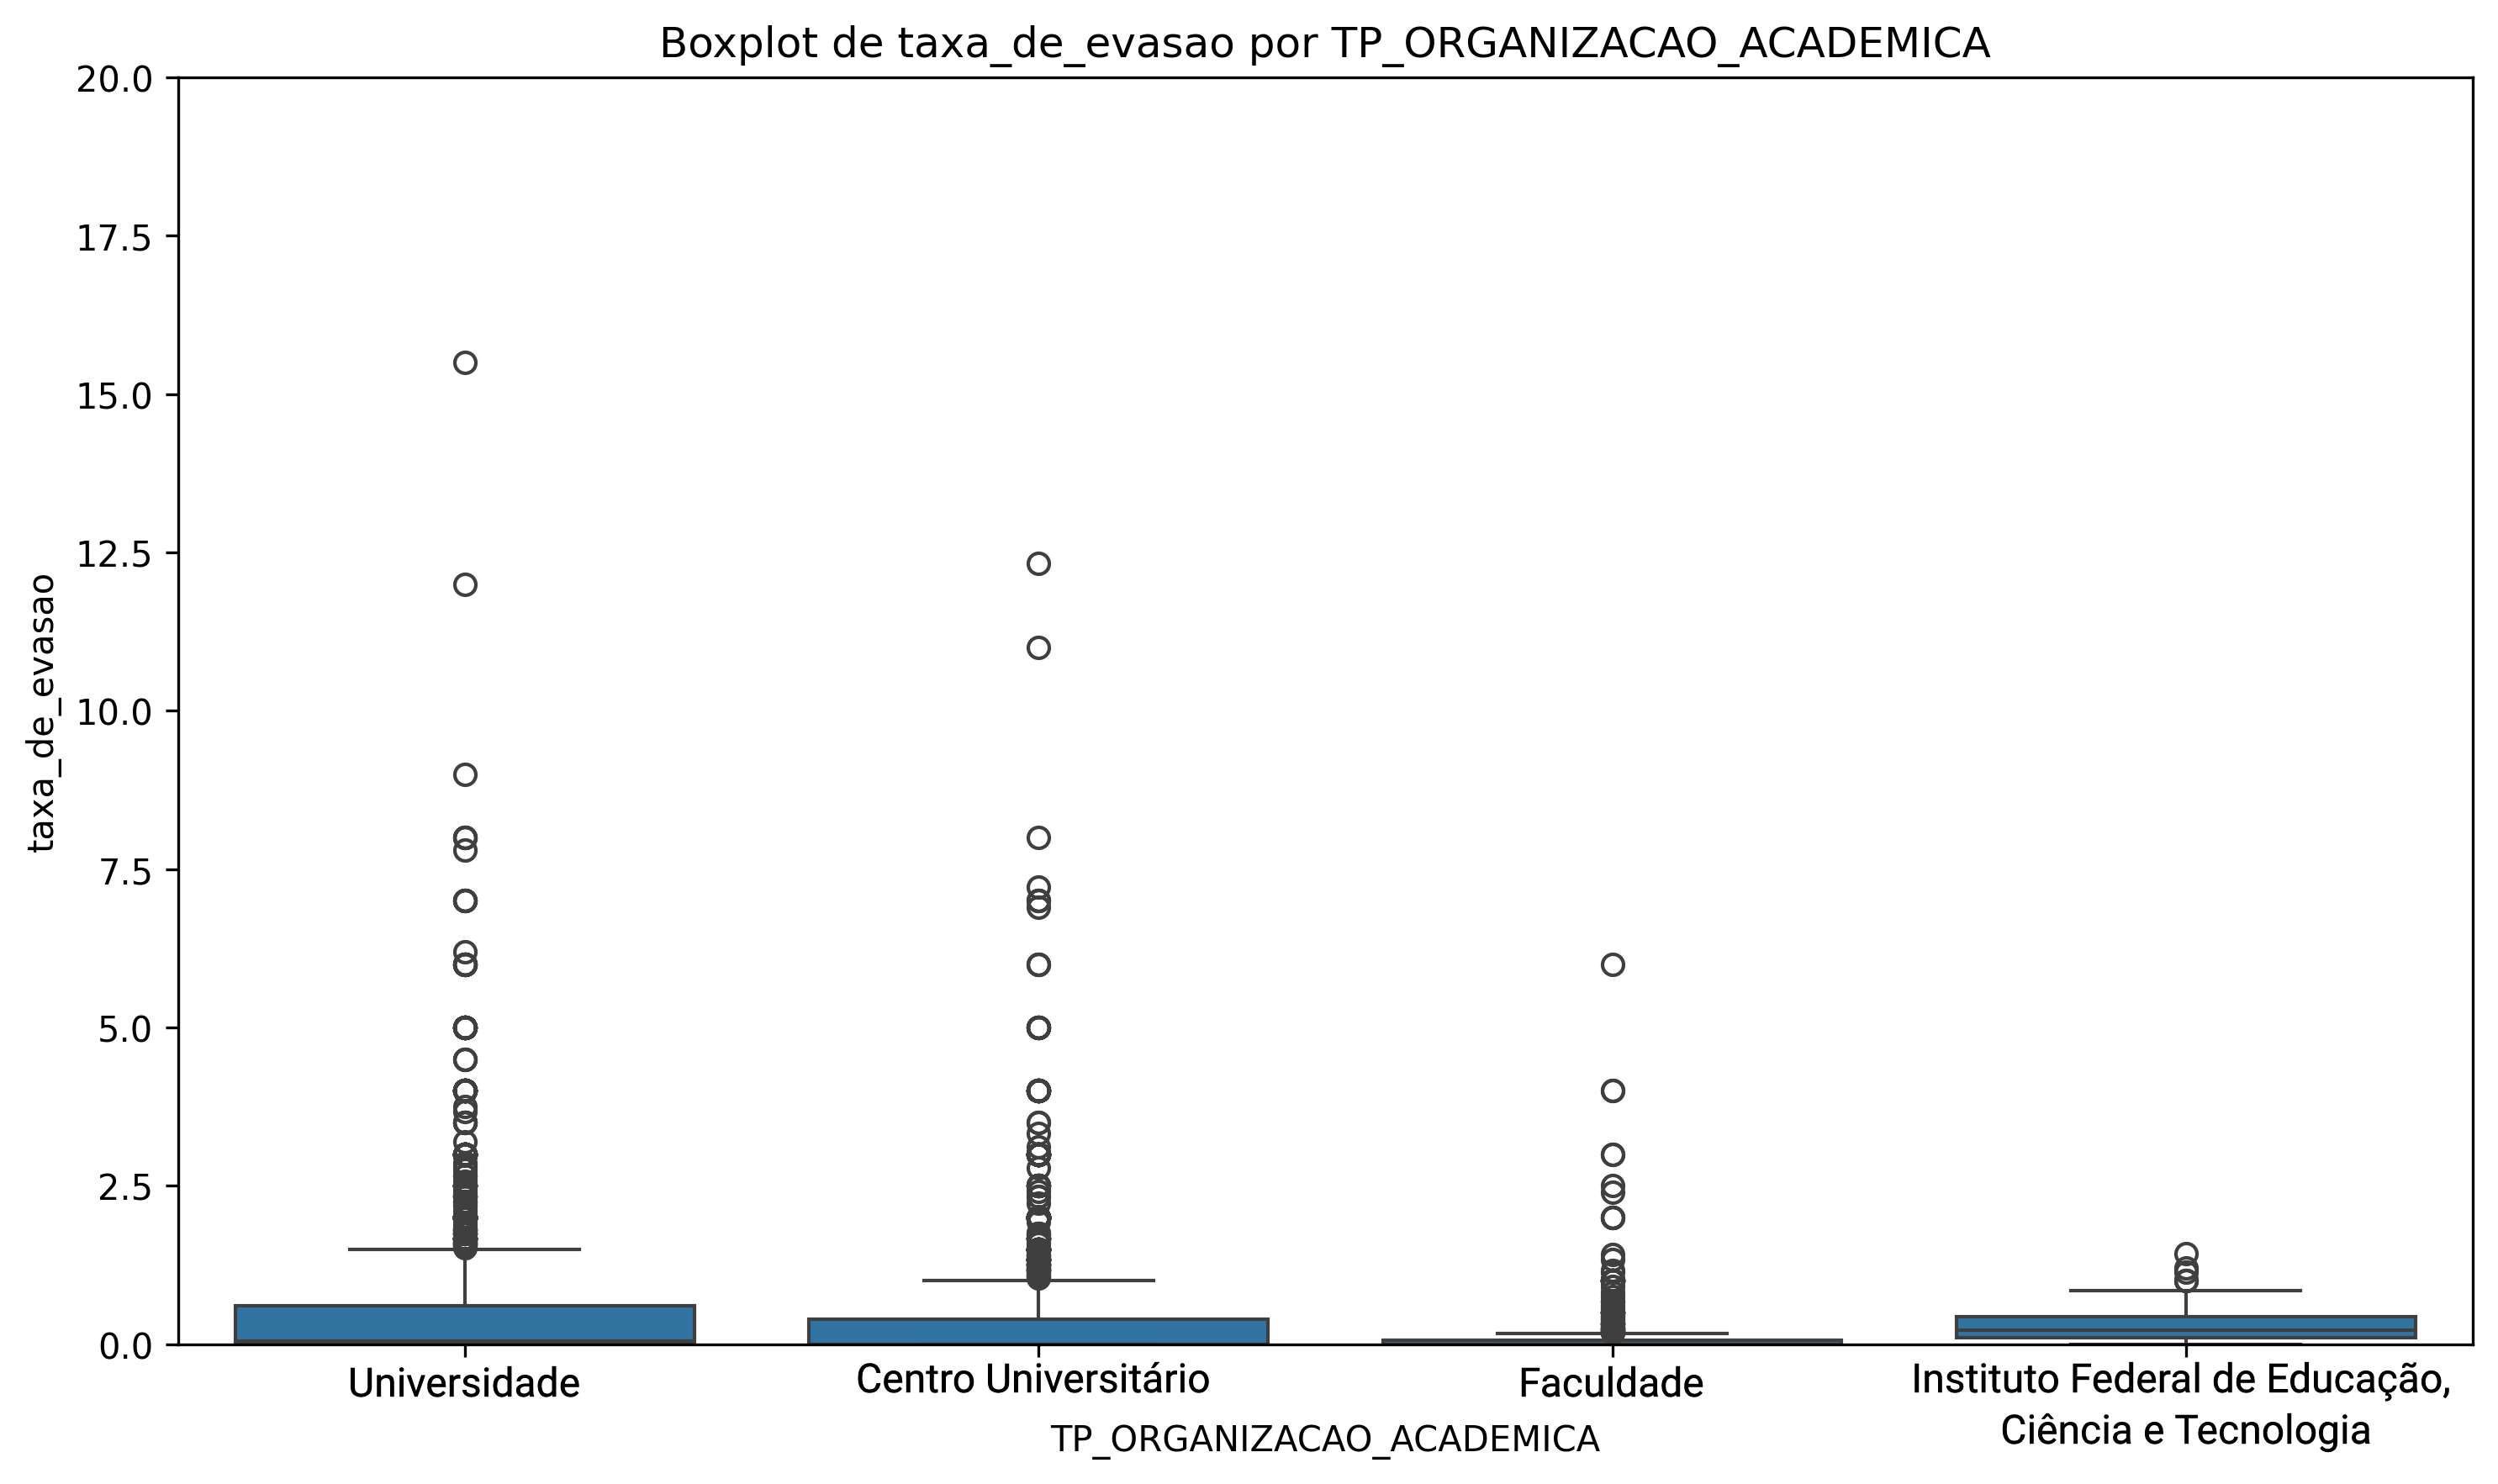 Boxplot de taxa_de_evasao por TP_ORGANIZACAO_ACADEMICA
20.0
17.5
15.0
12.5
10.0
7.5
5.0
2.5
0.0
taxa_de_evasao
Universidade
Centro Universitário
Faculdade
Instituto Federal de Educação,
Ciência e Tecnologia
TP_ORGANIZACAO_ACADEMICA